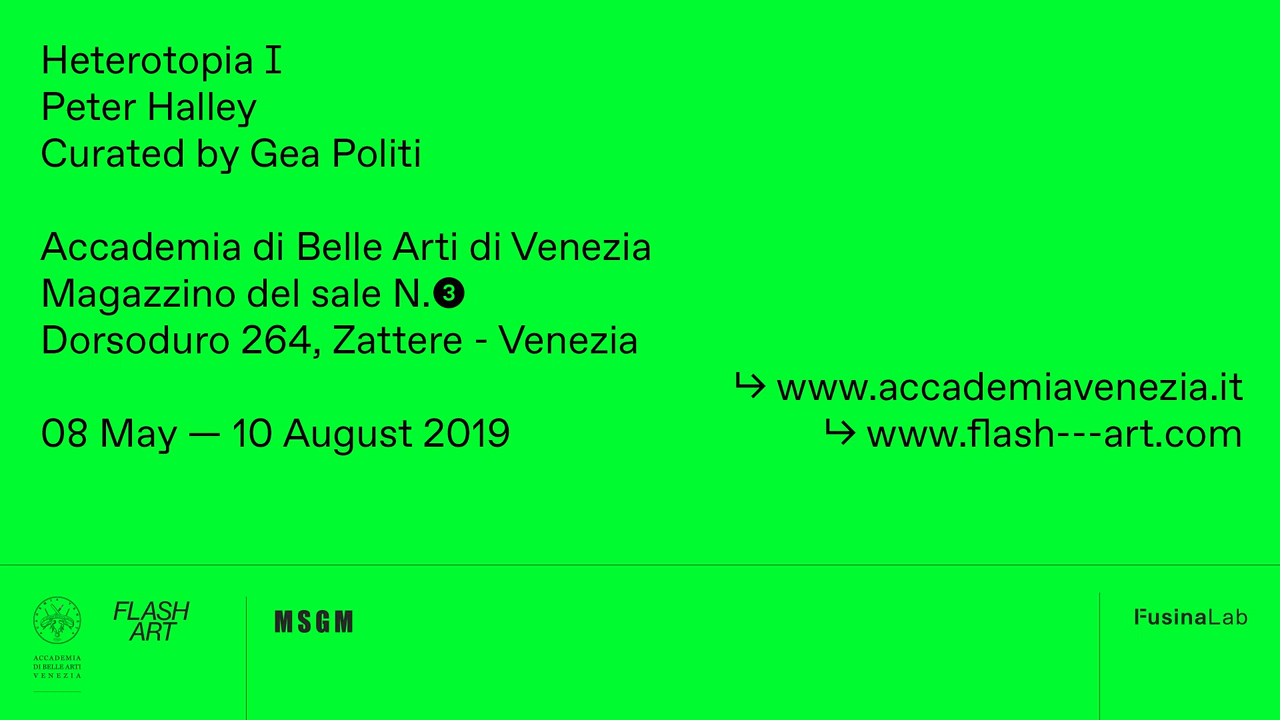 Heterotopia I
Peter Halley
Curated by Gea Politi
Accademia di Belle Arti di Venezia
Magazzino del sale N.❸
Dorsoduro 264, Zattere - Venezia
↳ www.accademiavenezia.it
08 May — 10 August 2019
↳ www.flash---art.com
FLASH
ART
ACCADEMIA
DI BELLE ARTI
VENEZIA
MSGM
FusinaLab